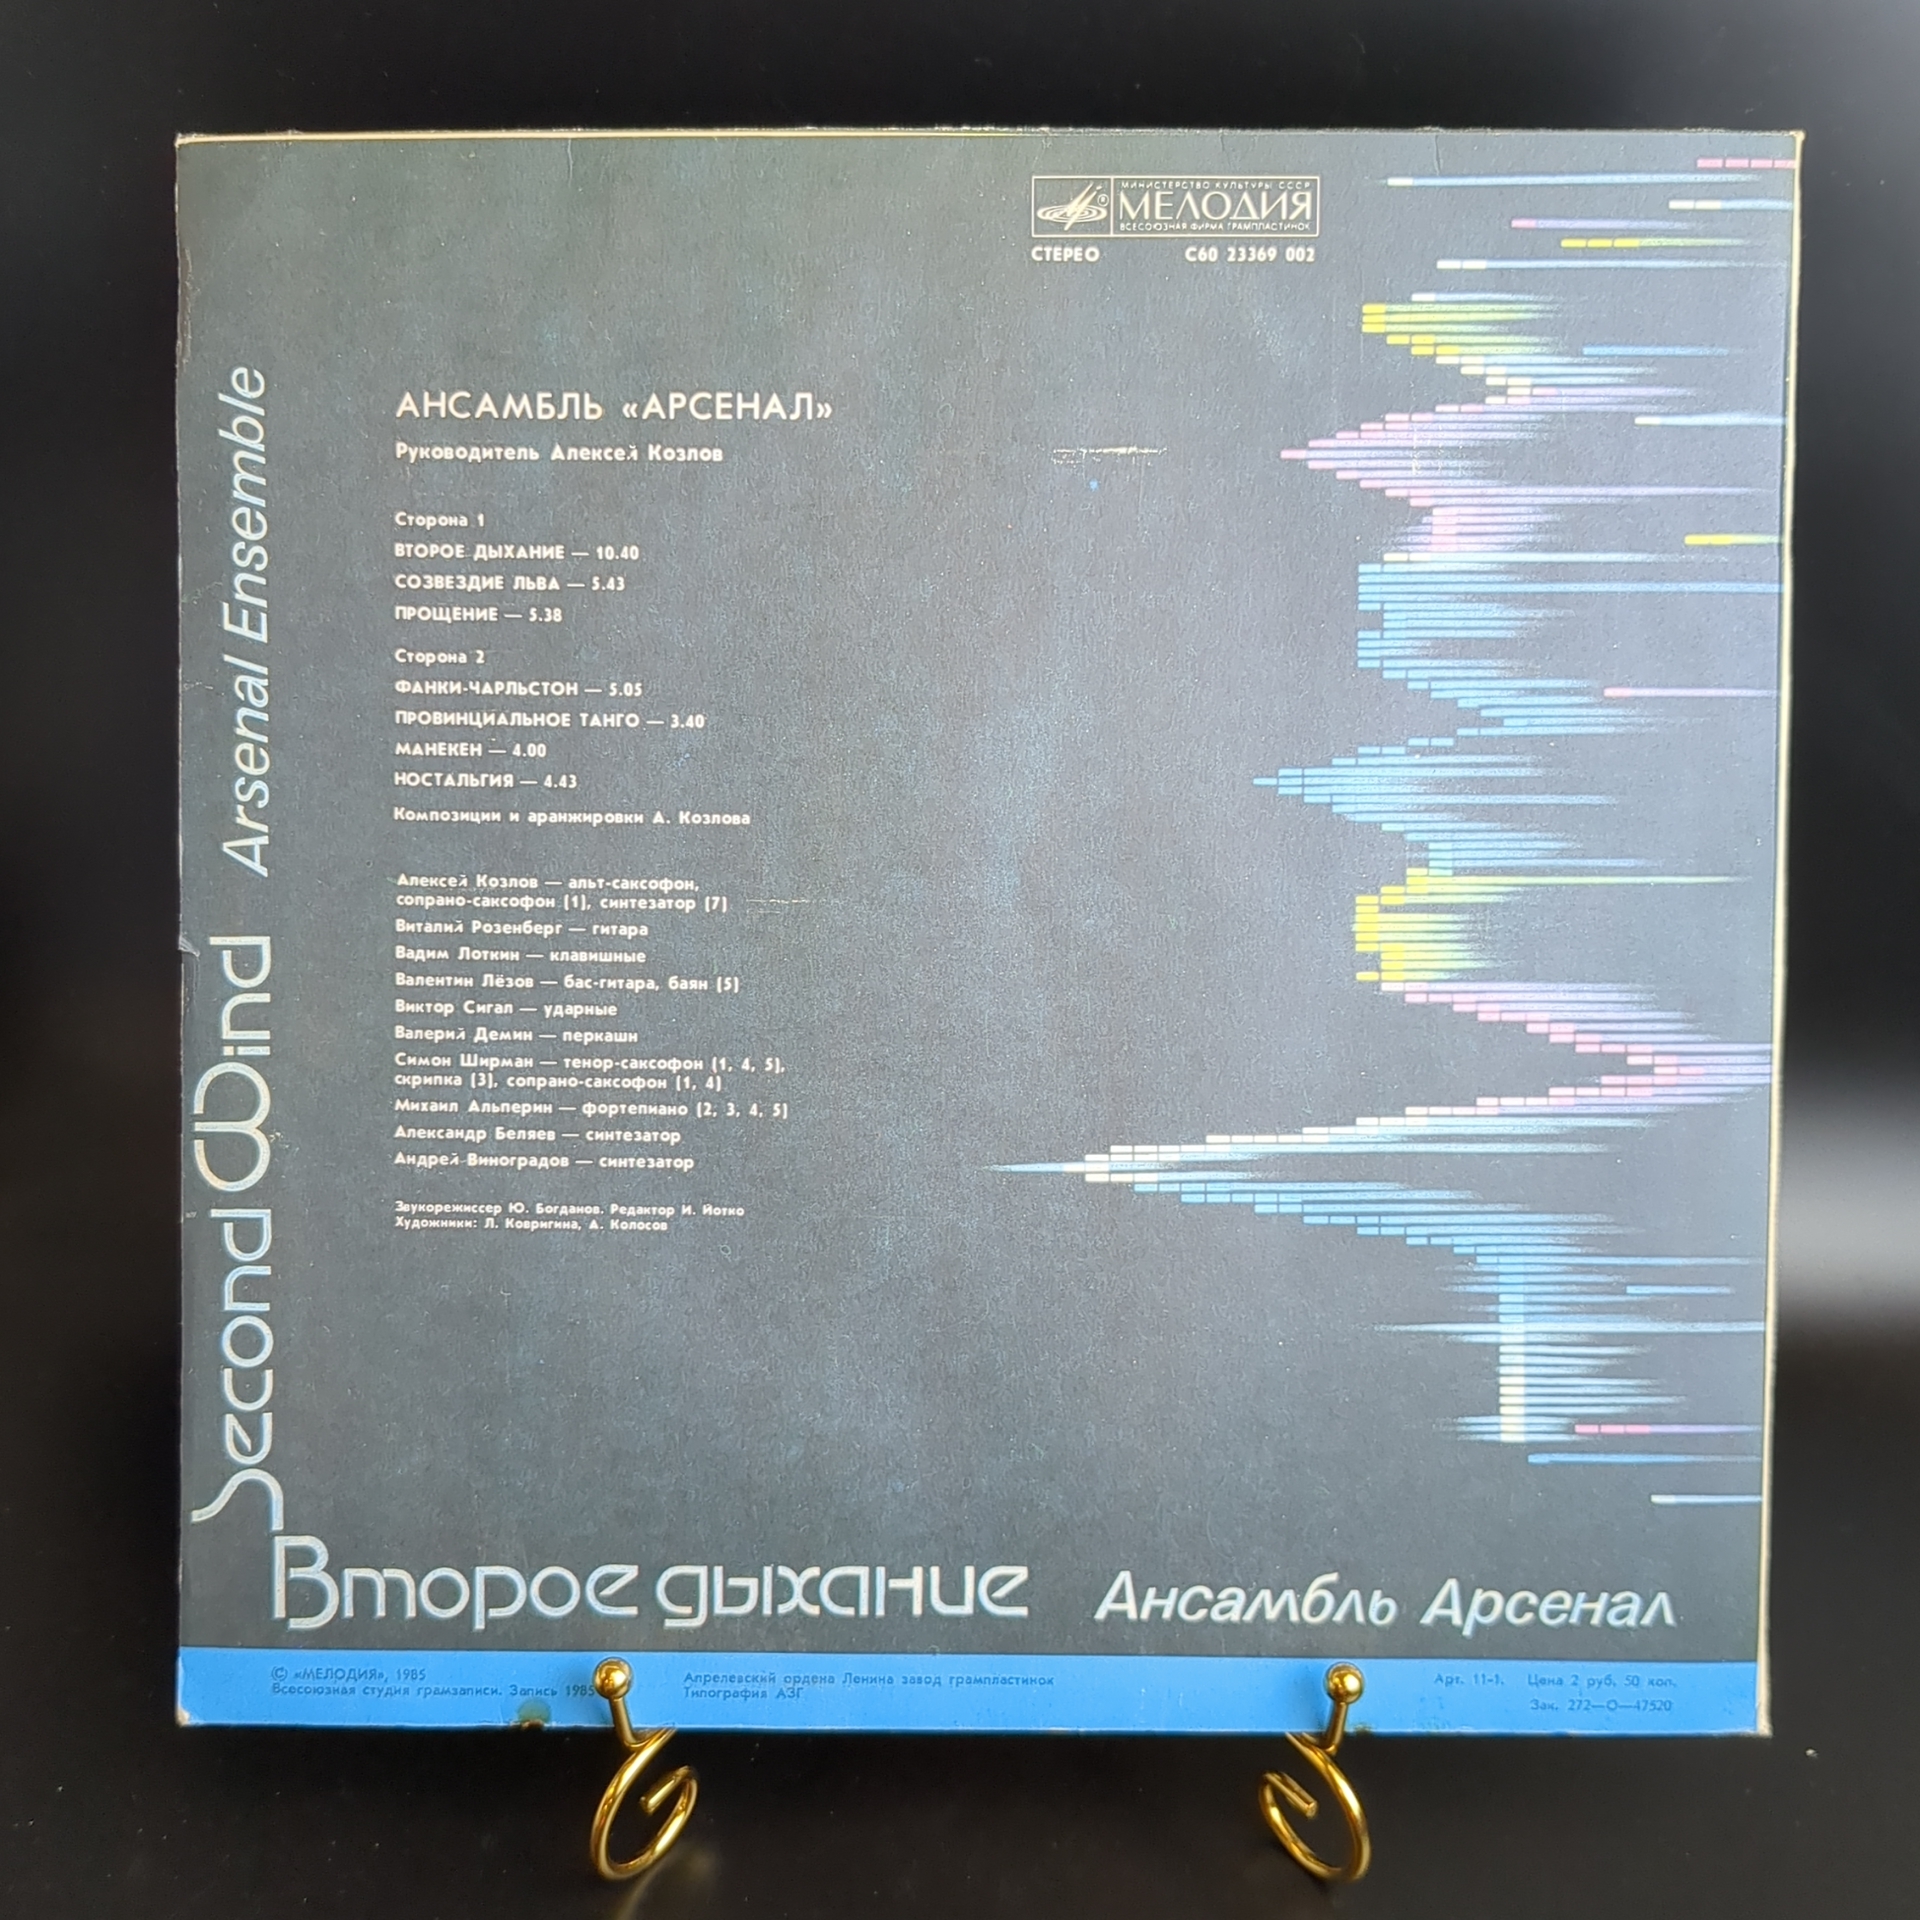 МИНИСТЕРСТВО КУЛЬТУРЫ СССР
МЕЛОДИЯ
ВСЕСОЮЗНАЯ ФИРМА ГРАМПЛАСТИНОК
СТЕРЕО С60 23369 002
АНСАМБЛЬ «АРСЕНАЛ»
Руководитель Алексей Козлов
Сторона 1
ВТОРОЕ ДЫХАНИЕ — 10.40
СОЗВЕЗДИЕ ЛЬВА — 5.43
ПРОЩЕНИЕ — 5.38
Сторона 2
ФАНКИ-ЧАРЛЬСТОН — 5.05
ПРОВИНЦИАЛЬНОЕ ТАНГО — 3.40
МАНЕКЕН — 4.00
НОСТАЛЬГИЯ — 4.43
Композиции и аранжировки А. Козлова
Алексей Козлов — альт-саксофон,
сопрано-саксофон (1), синтезатор (7)
Виталий Розенберг — гитара
Вадим Лоткин — клавишные
Валентин Лёзов — бас-гитара, баян (5)
Виктор Сигал — ударные
Валерий Демин — перкашн
Симон Ширман — тенор-саксофон (1, 4, 5),
скрипка (3), сопрано-саксофон (1, 4)
Михаил Альперин — фортепиано (2, 3, 4, 5)
Александр Беляев — синтезатор
Андрей Виноградов — синтезатор
Звукорежиссер Ю. Богданов. Редактор И. Йотко
Художники: Л. Ковригина, А. Колосов
Second Wind Arsenal Ensemble
Второе дыхание Ансамбль Арсенал
© «МЕЛОДИЯ», 1985
Всесоюзная студия грамзаписи. Запись 1985
Апрелевский ордена Ленина завод грампластинок
Типография АЗГ
Арт. 11-1. Цена 2 руб. 50 коп.
Зак. 272—О—47520